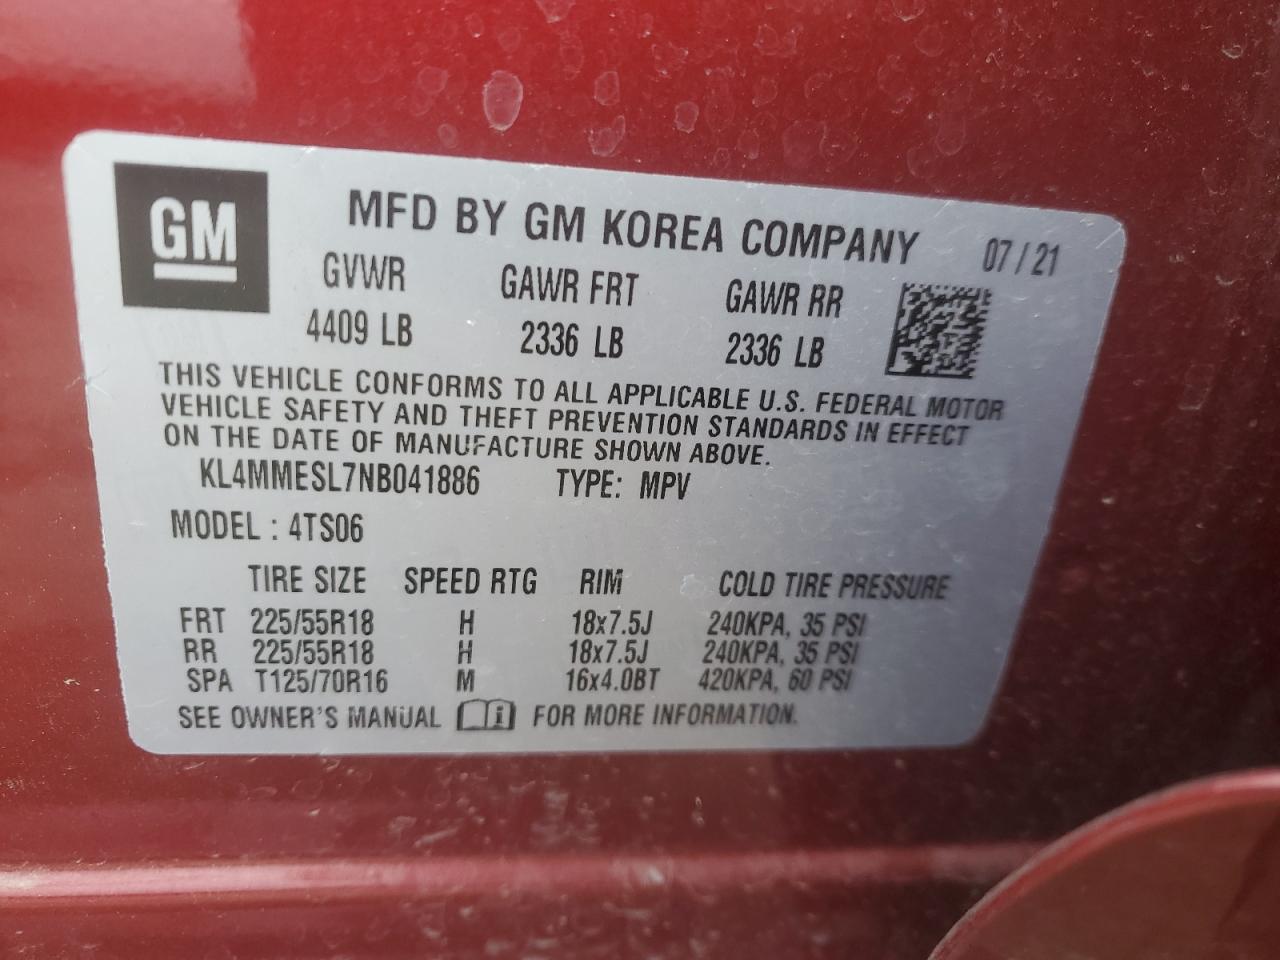 GM
MFD BY GM KOREA COMPANY 07/21
GVWR GAWR FRT GAWR RR
4409 LB 2336 LB 2336 LB
THIS VEHICLE CONFORMS TO ALL APPLICABLE U.S. FEDERAL MOTOR
VEHICLE SAFETY AND THEFT PREVENTION STANDARDS IN EFFECT
ON THE DATE OF MANUFACTURE SHOWN ABOVE.
KL4MMESL7NB041886 TYPE: MPV
MODEL : 4TS06
TIRE SIZE SPEED RTG RIM COLD TIRE PRESSURE
FRT 225/55R18 H 18x7.5J 240KPA, 35 PSI
RR 225/55R18 H 18x7.5J 240KPA, 35 PSI
SPA T125/70R16 M 16x4.0BT 420KPA, 60 PSI
SEE OWNER'S MANUAL i FOR MORE INFORMATION.